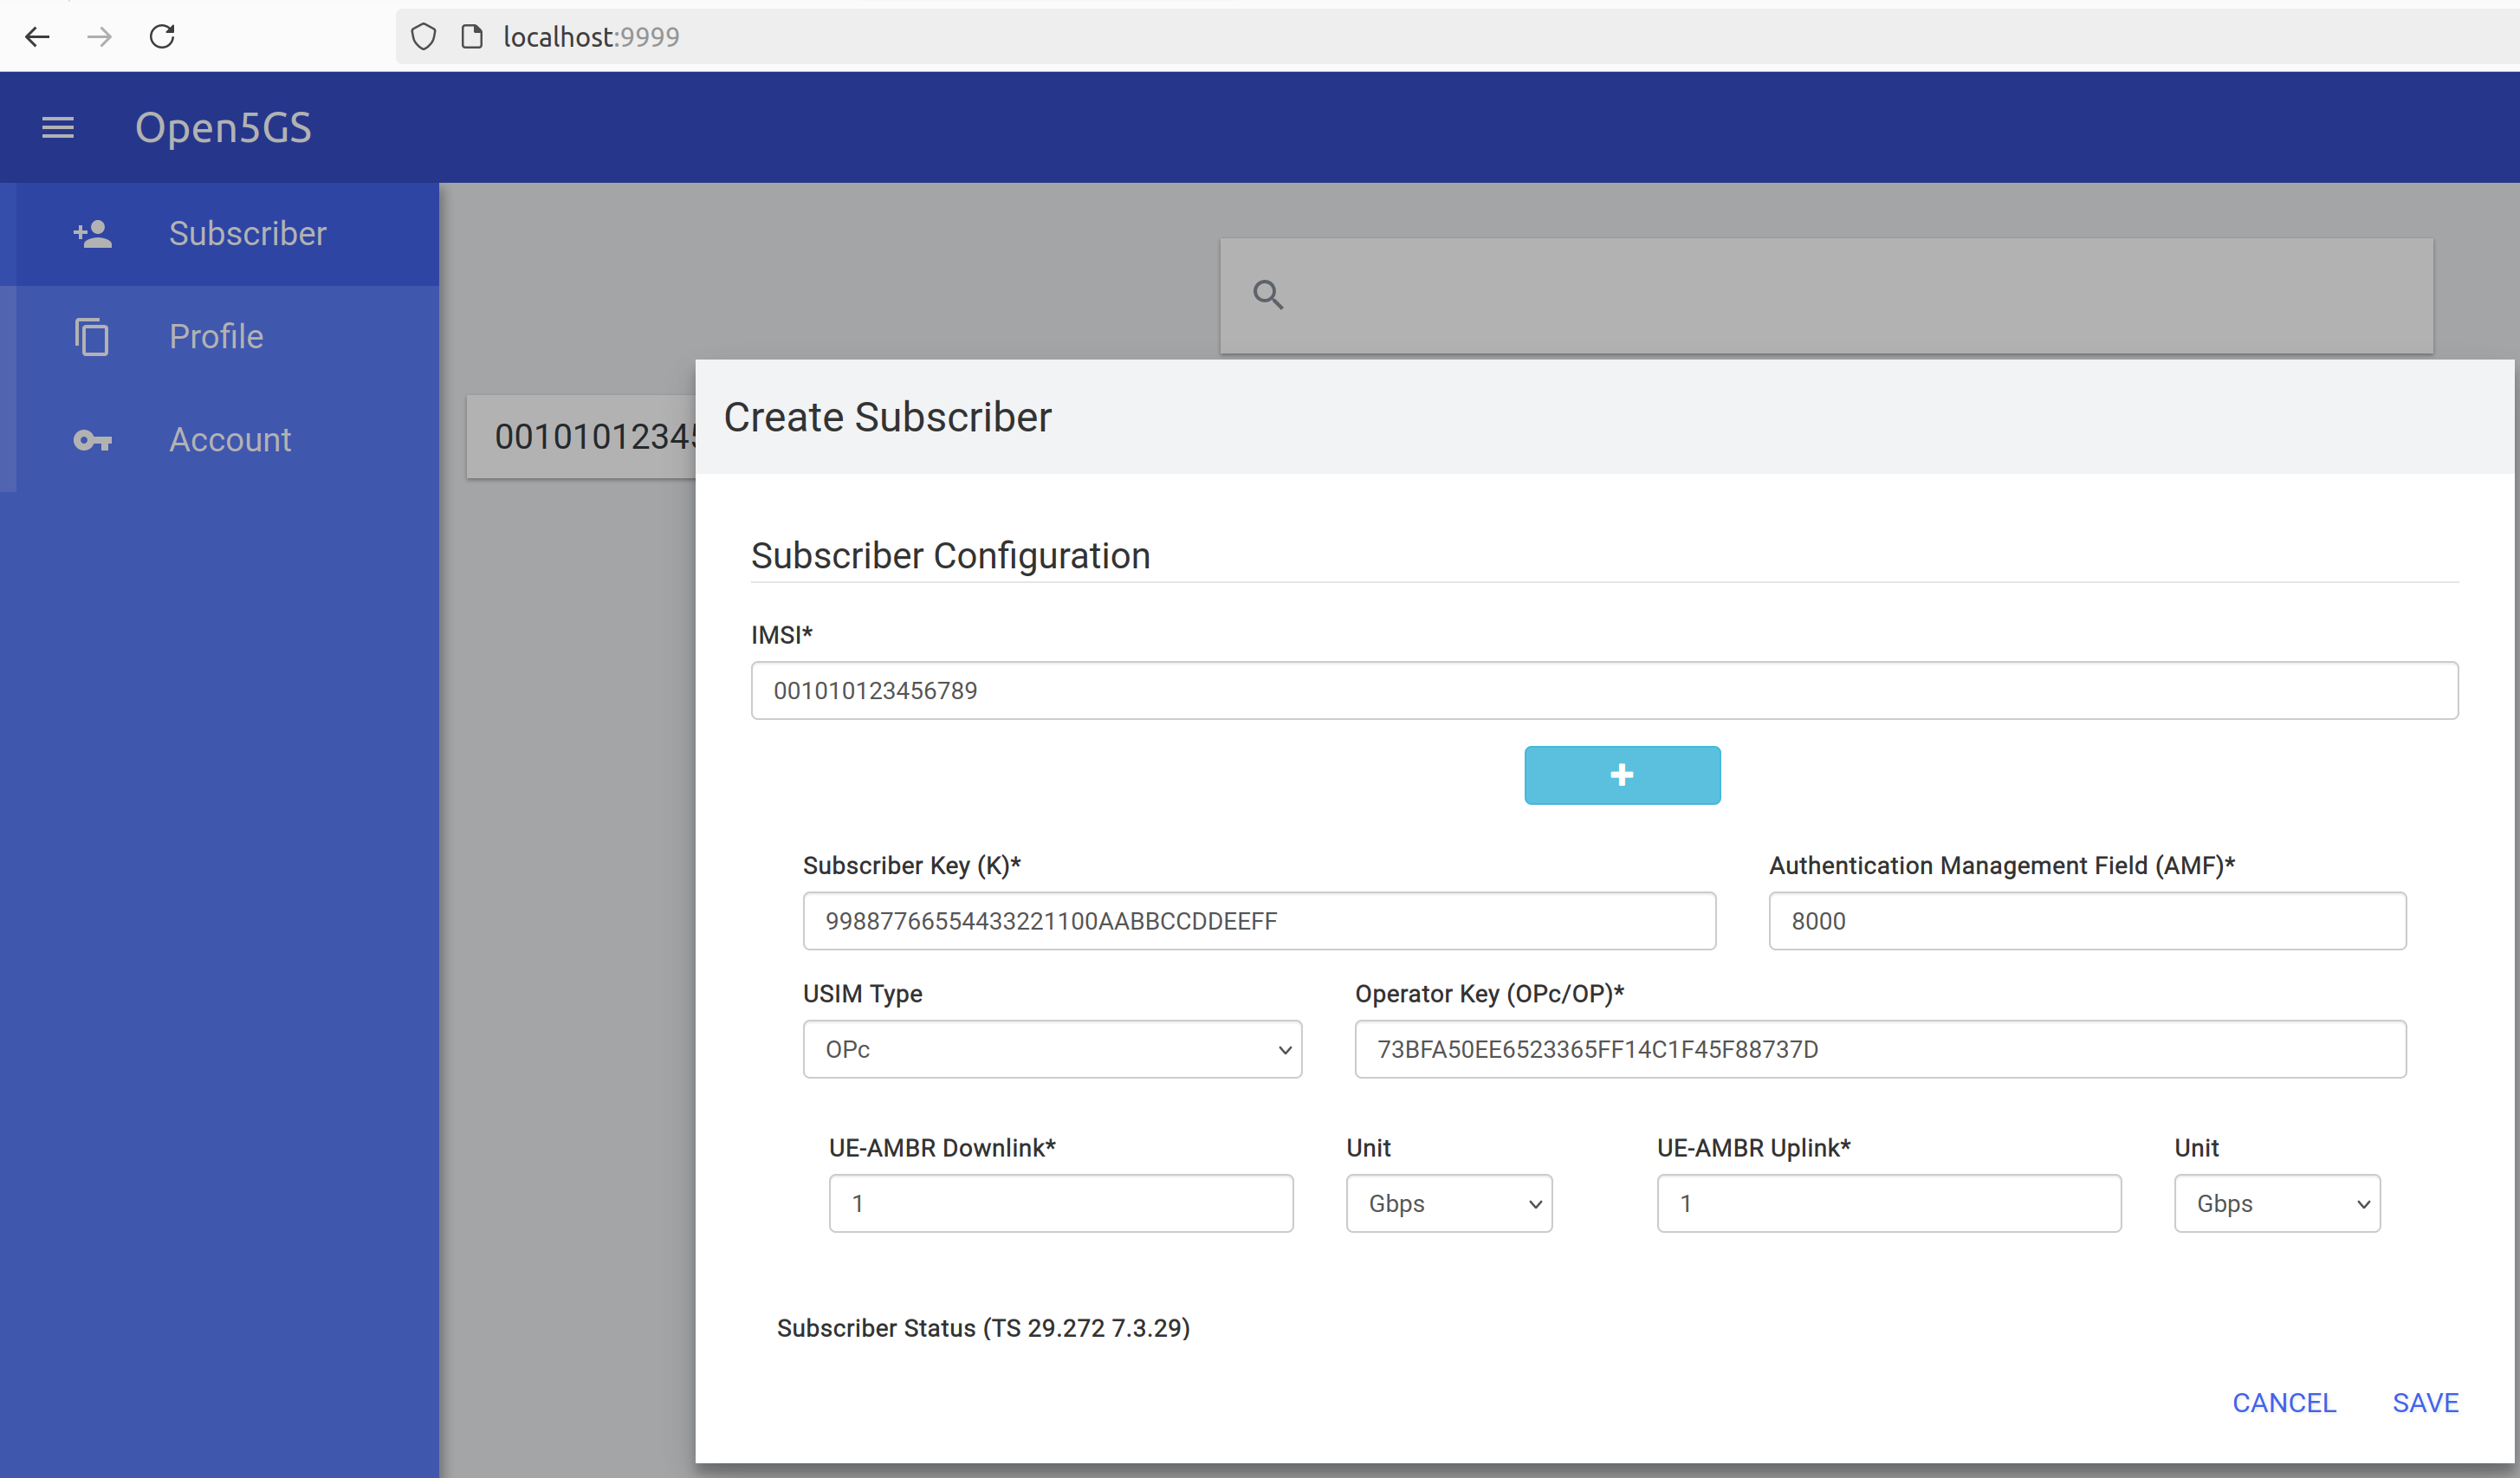 localhost:9999
Open5GS
Subscriber
Profile
Account
0010101234
Create Subscriber
Subscriber Configuration
IMSI*
001010123456789
Subscriber Key (K)* Authentication Management Field (AMF)*
99887766554433221100AABBCCDDEEFF 8000
USIM Type Operator Key (OPc/OP)*
OPc 73BFA50EE6523365FF14C1F45F88737D
UE-AMBR Downlink* Unit UE-AMBR Uplink* Unit
1 Gbps 1 Gbps
Subscriber Status (TS 29.272 7.3.29)
CANCEL SAVE